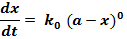 dx/dt = k₀ (a − x)⁰